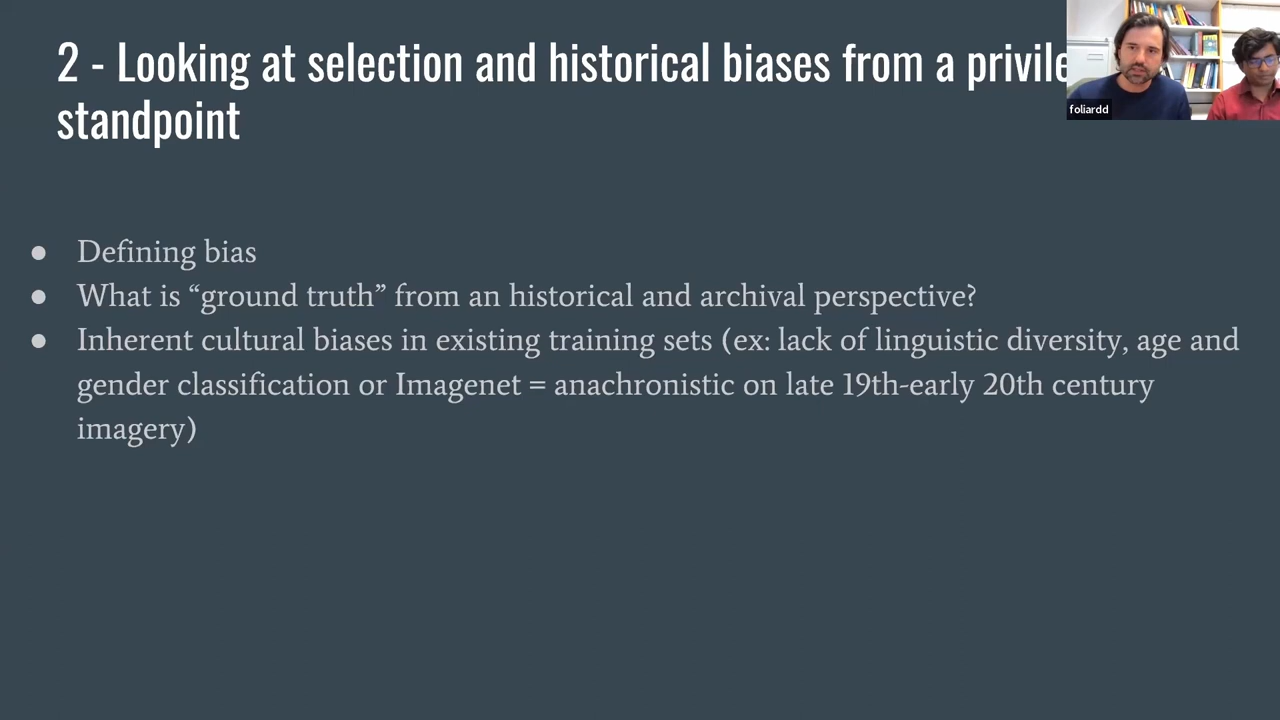 2 - Looking at selection and historical biases from a
standpoint
foliardd
● Defining bias
● What is “ground truth” from an historical and archival perspective?
● Inherent cultural biases in existing training sets (ex: lack of linguistic diversity, age and
gender classification or Imagenet = anachronistic on late 19th-early 20th century
imagery)